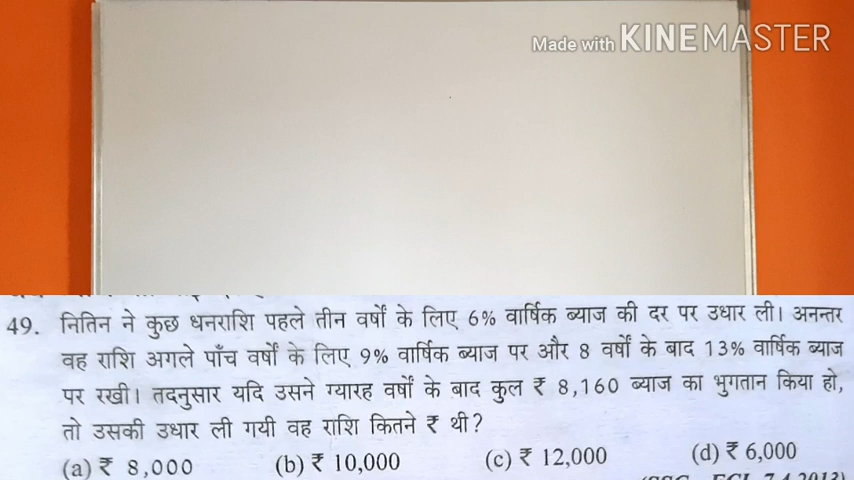 Made with KINEMASTER
49. नितिन ने कुछ धनराशि पहले तीन वर्षों के लिए 6% वार्षिक ब्याज की दर पर उधार ली। अनन्तर
वह राशि अगले पाँच वर्षों के लिए 9% वार्षिक ब्याज पर और 8 वर्षों के बाद 13% वार्षिक ब्याज
पर रखी। तदनुसार यदि उसने ग्यारह वर्षों के बाद कुल ₹ 8,160 ब्याज का भुगतान किया हो,
तो उसकी उधार ली गयी वह राशि कितने ₹ थी?
(a) ₹ 8,000 (b) ₹ 10,000 (c) ₹ 12,000 (d) ₹ 6,000